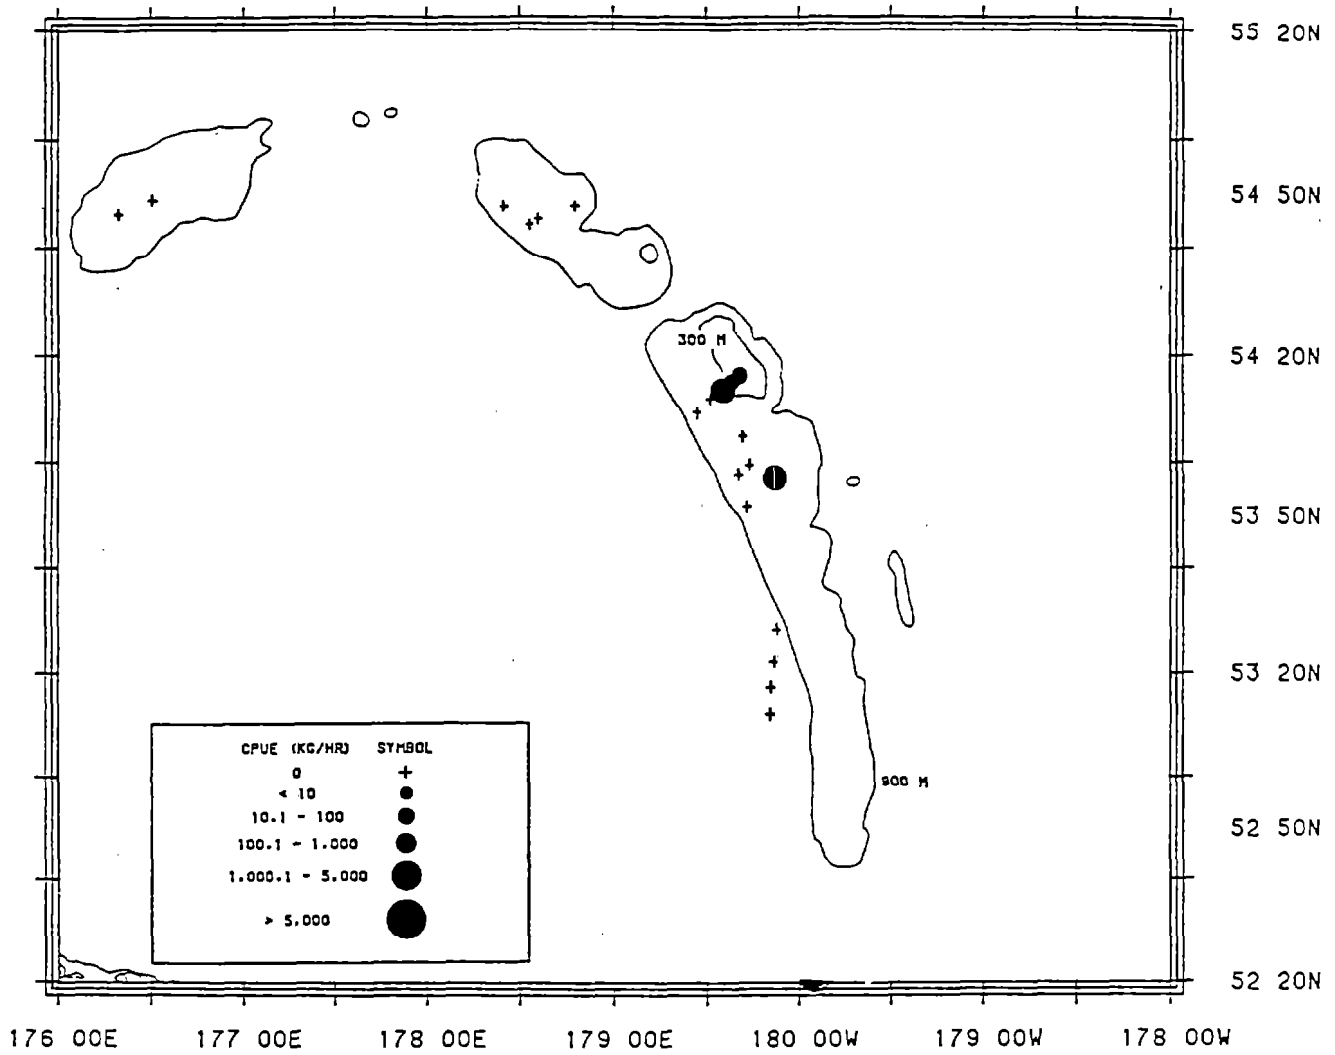 55 20N
54 50N
300 M
54 20N
53 50N
53 20N
CPUE (KG/HR) SYMBOL
0 +
< 10
10.1 - 100
100.1 - 1.000
1.000.1 - 5.000
> 5.000
900 M
52 50N
52 20N
176 00E 177 00E 178 00E 179 00E 180 00W 179 00W 178 00W